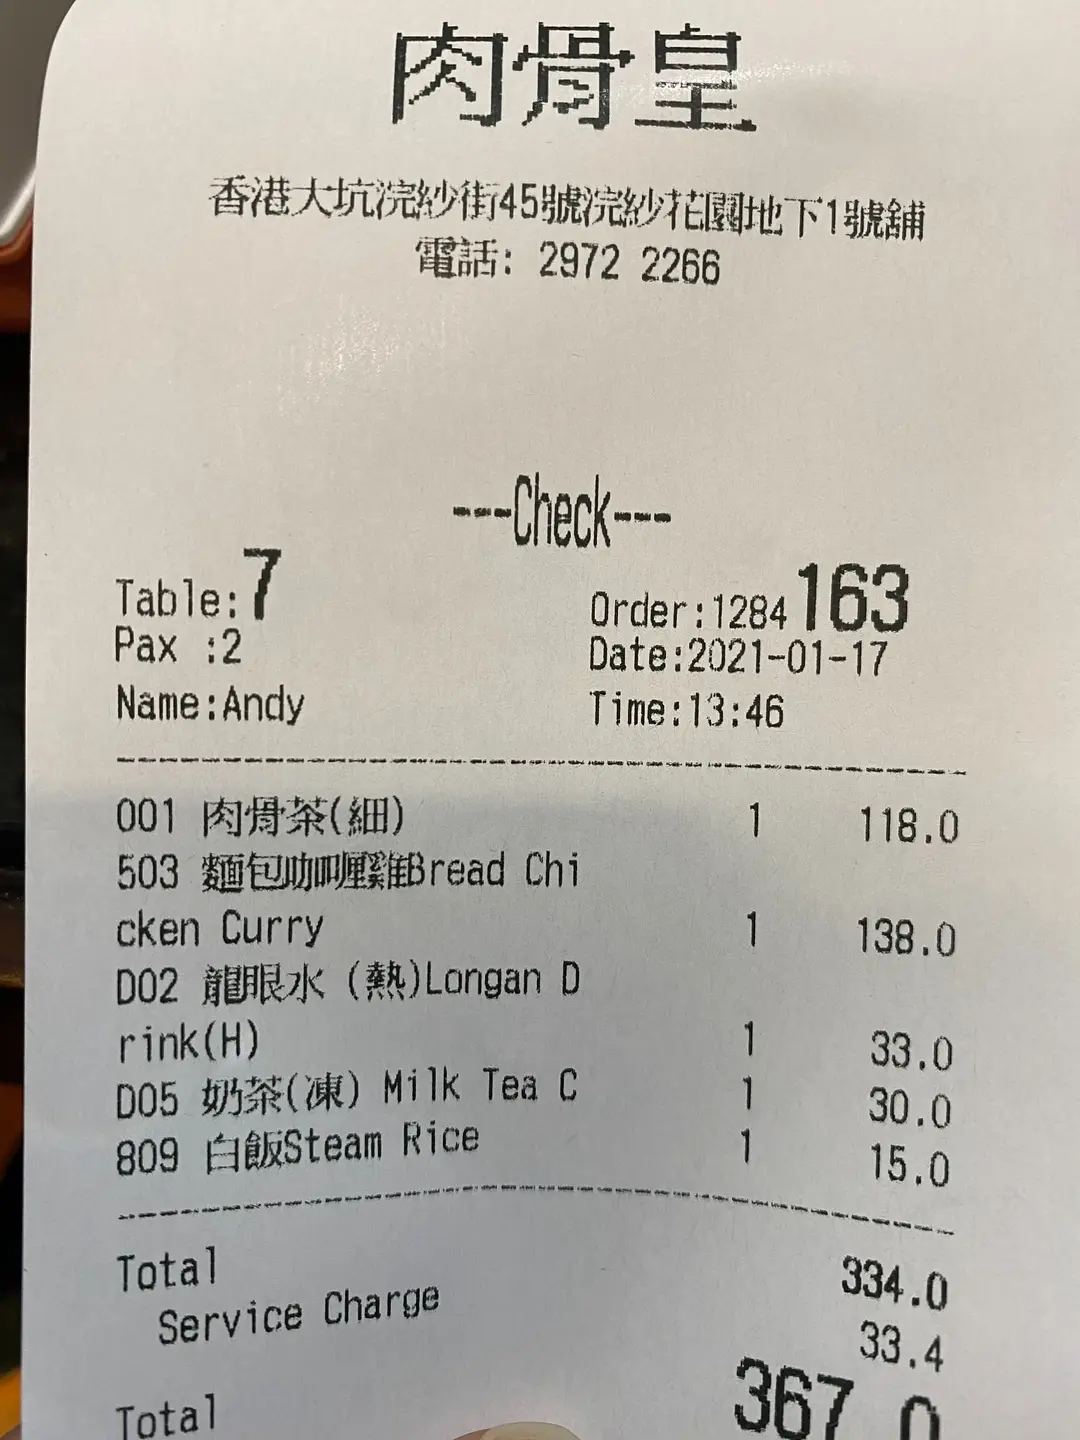 肉骨皇
香港大坑浣紗街45號浣紗花園地下1號舖
電話: 2972 2266
---Check---
Table:7 Order:1284 163
Pax :2 Date:2021-01-17
Name:Andy Time:13:46
001 肉骨茶(細) 1 118.0
503 麵包咖喱雞Bread Chi
cken Curry 1 138.0
D02 龍眼水 (熱)Longan D
rink(H) 1 33.0
D05 奶茶(凍) Milk Tea C 1 30.0
809 白飯Steam Rice 1 15.0
Total 334.0
Service Charge 33.4
Total 367.0